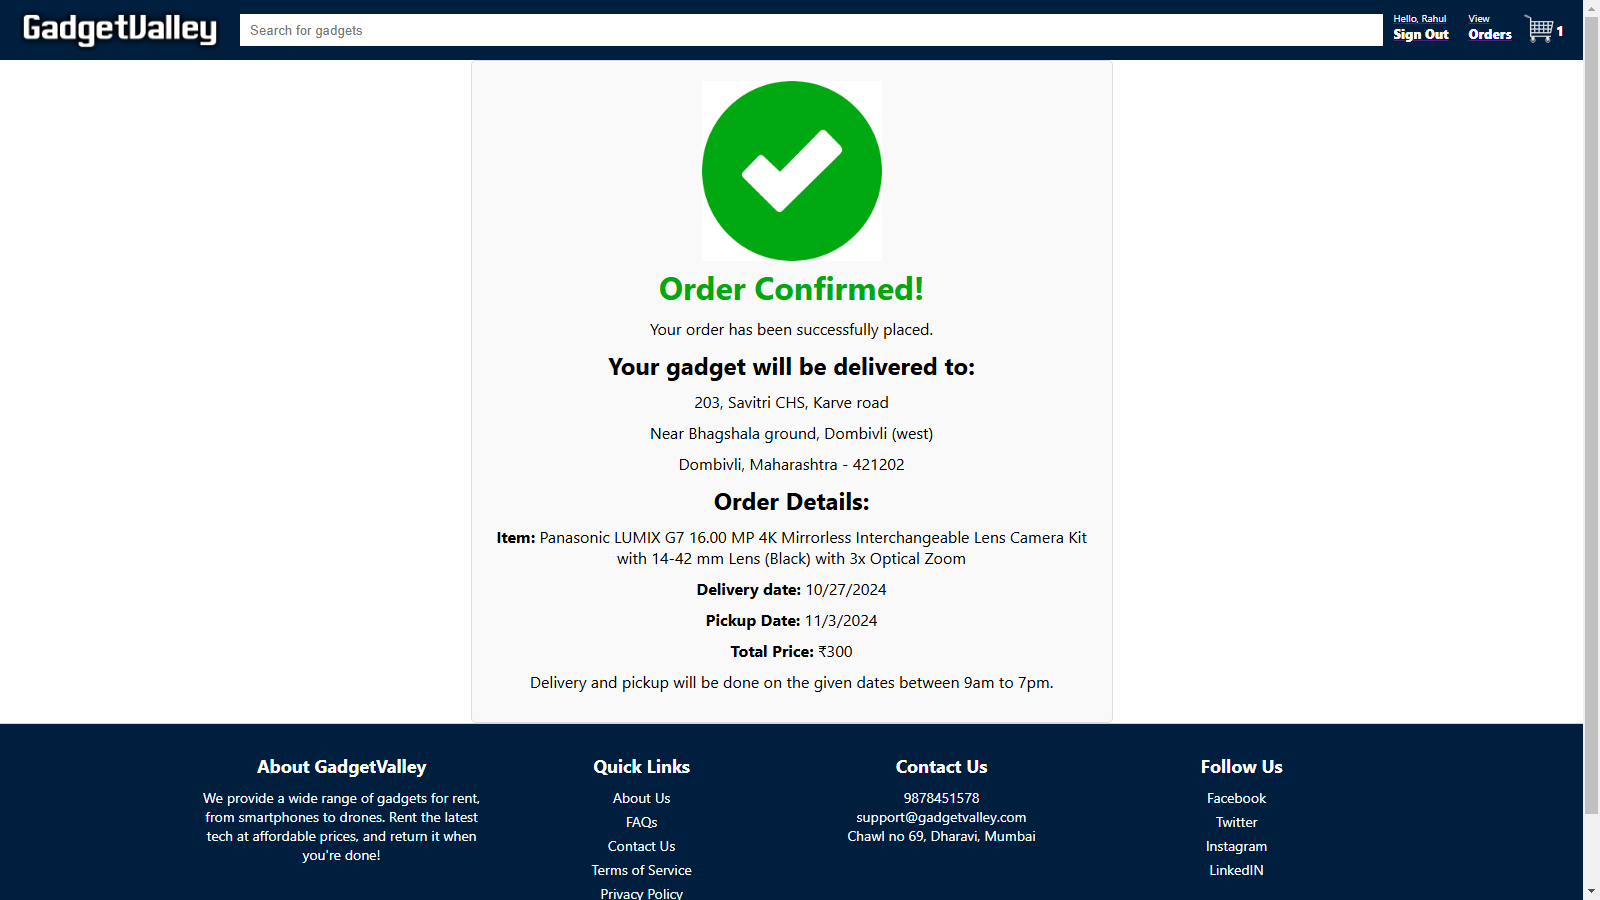 GadgetValley
Search for gadgets
Hello, Rahul
Sign Out
View
Orders
1
Order Confirmed!
Your order has been successfully placed.
Your gadget will be delivered to:
203, Savitri CHS, Karve road
Near Bhagshala ground, Dombivli (west)
Dombivli, Maharashtra - 421202
Order Details:
Item: Panasonic LUMIX G7 16.00 MP 4K Mirrorless Interchangeable Lens Camera Kit
with 14-42 mm Lens (Black) with 3x Optical Zoom
Delivery date: 10/27/2024
Pickup Date: 11/3/2024
Total Price: ₹300
Delivery and pickup will be done on the given dates between 9am to 7pm.
About GadgetValley
We provide a wide range of gadgets for rent,
from smartphones to drones. Rent the latest
tech at affordable prices, and return it when
you're done!
Quick Links
About Us
FAQs
Contact Us
Terms of Service
Privacy Policy
Contact Us
9878451578
support@gadgetvalley.com
Chawl no 69, Dharavi, Mumbai
Follow Us
Facebook
Twitter
Instagram
LinkedIN